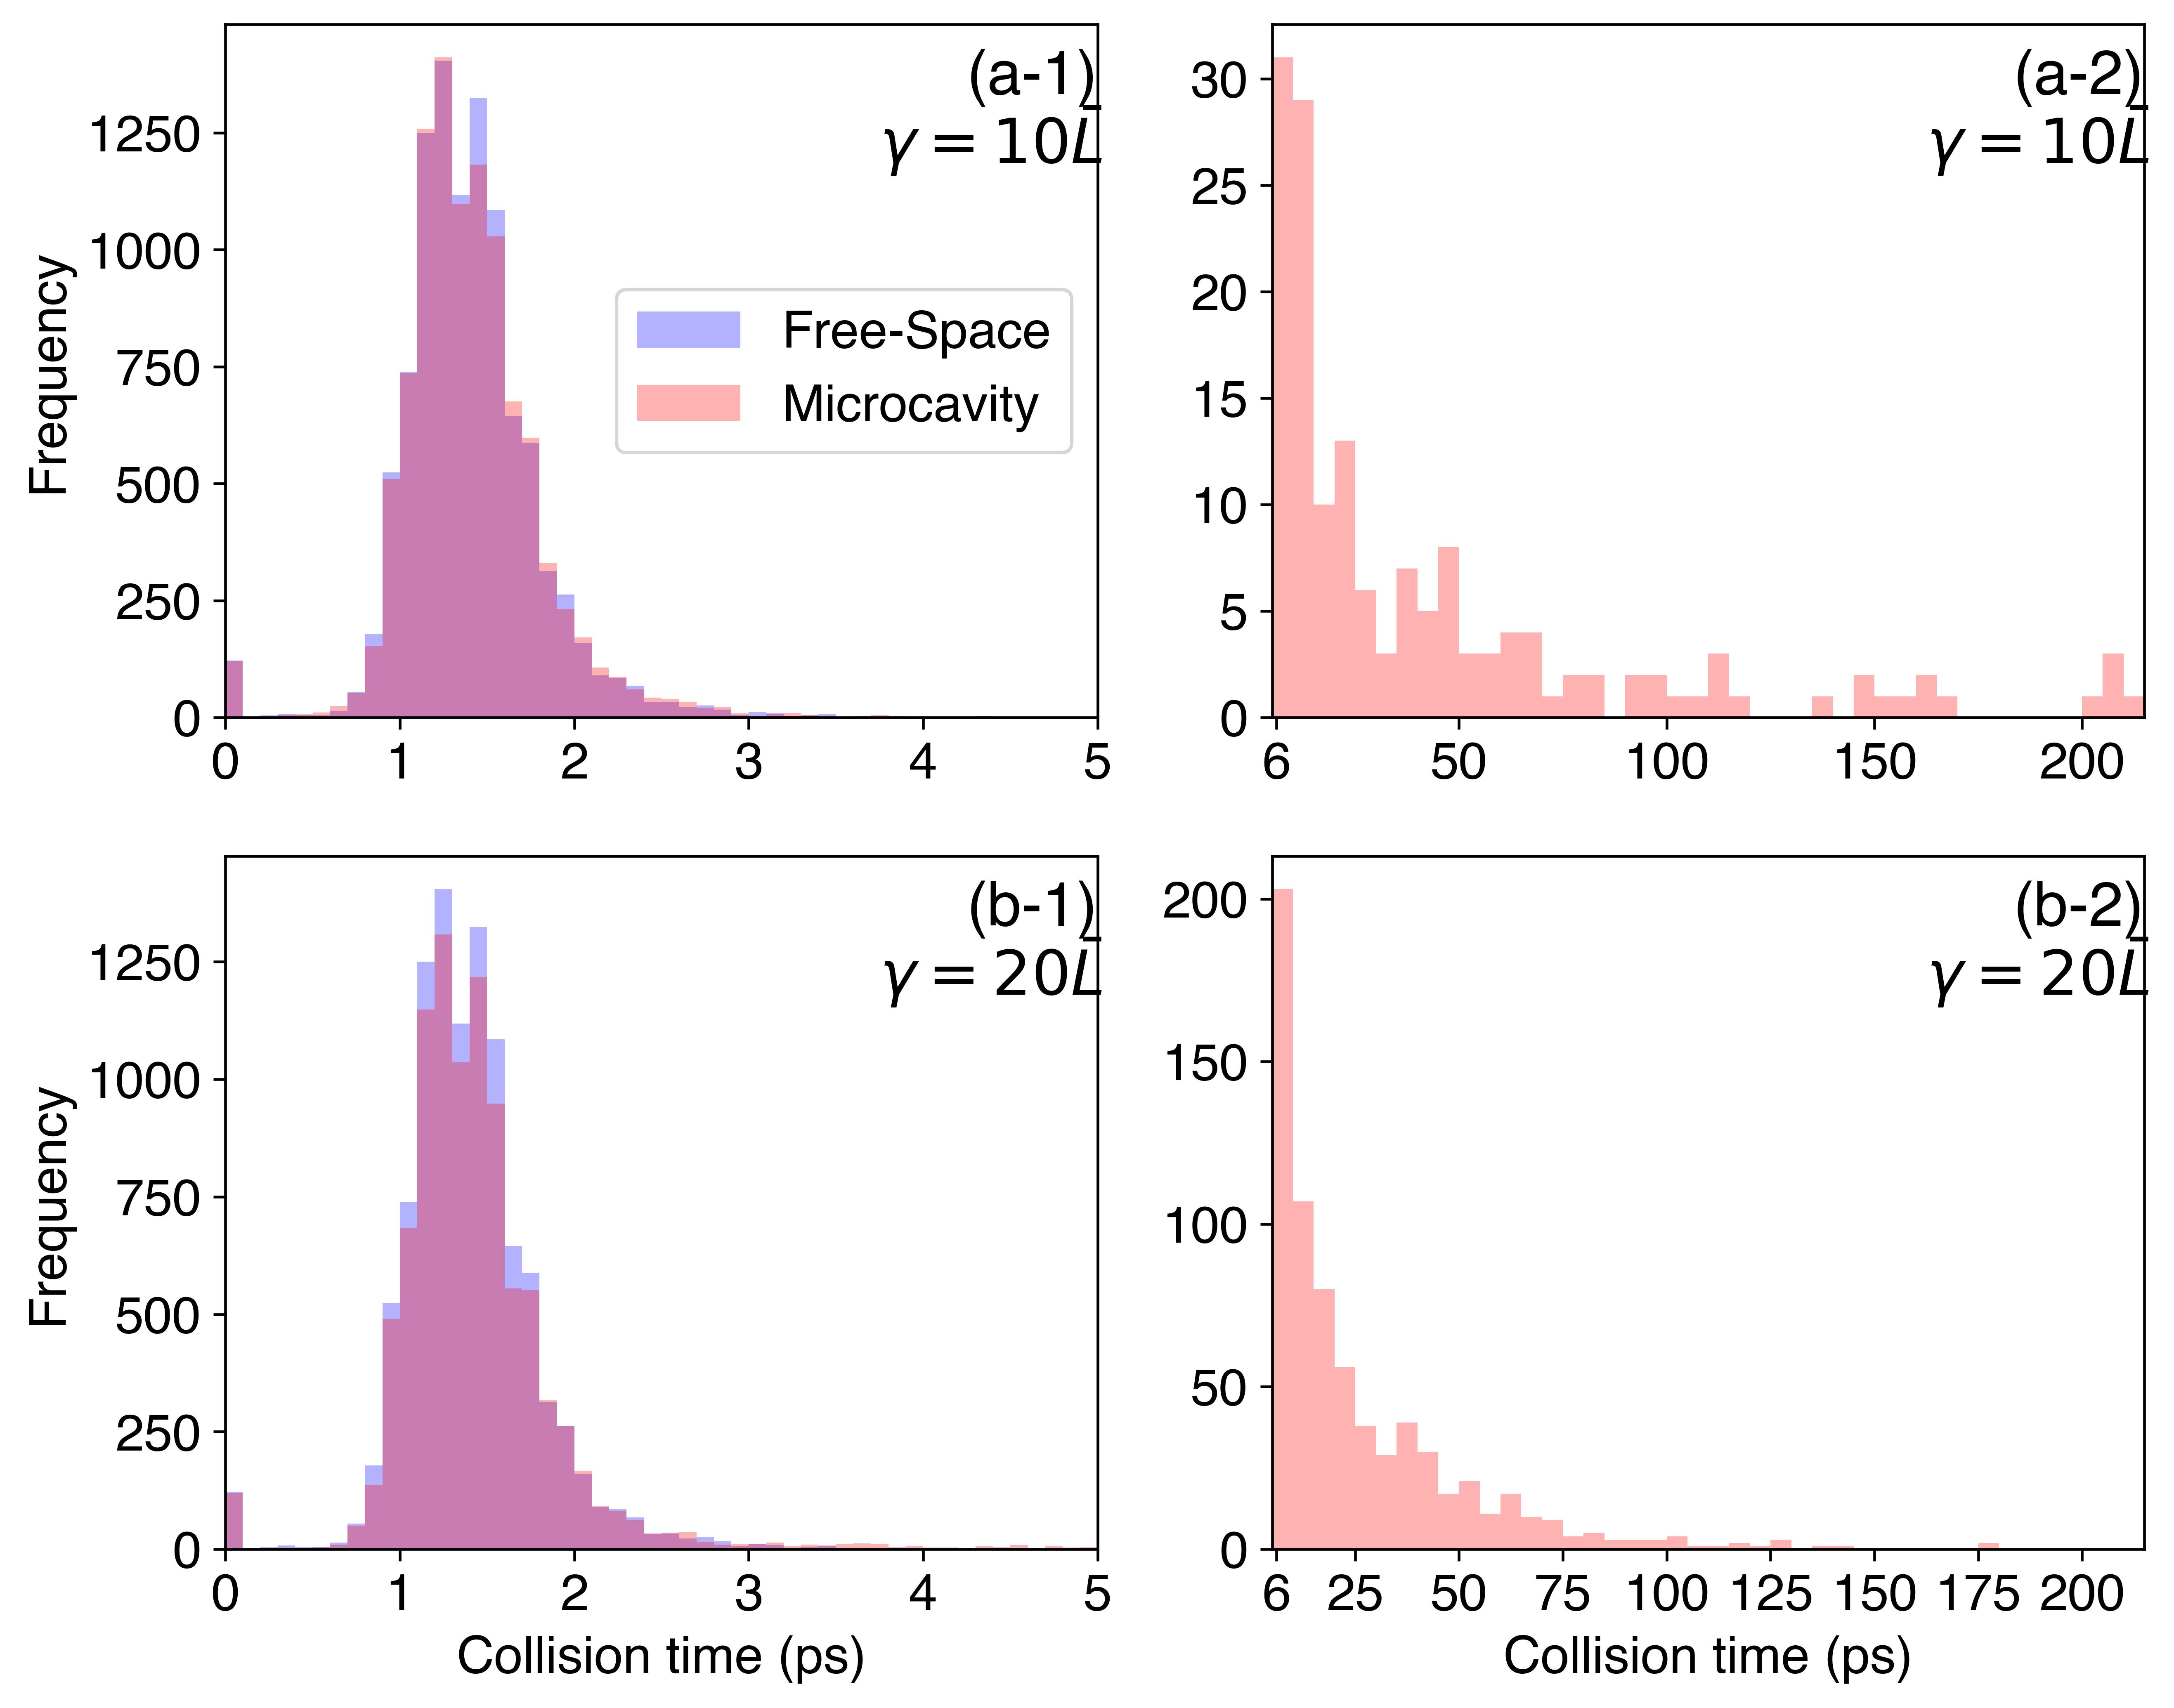 (a-1)
γ = 10L̄
1250
1000
750
500
250
0
Frequency
Free-Space
Microcavity
0 1 2 3 4 5
(a-2)
γ = 10L̄
30
25
20
15
10
5
0
6 50 100 150 200
(b-1)
γ = 20L̄
1250
1000
750
500
250
0
Frequency
0 1 2 3 4 5
Collision time (ps)
(b-2)
γ = 20L̄
200
150
100
50
0
6 25 50 75 100 125 150 175 200
Collision time (ps)